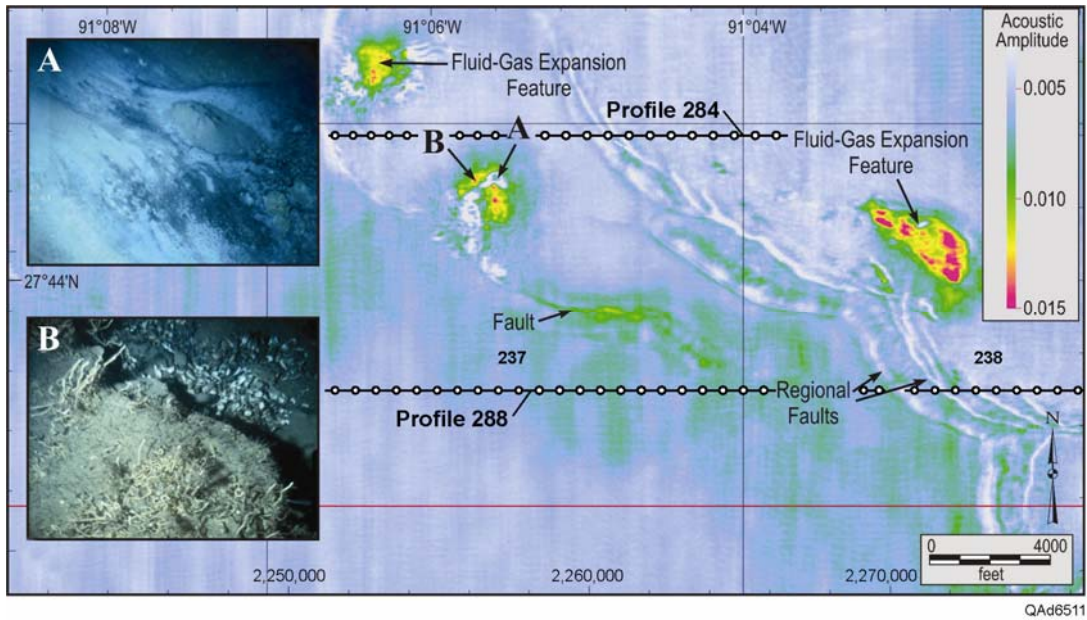 91°08'W
91°06'W
91°04'W
Acoustic
Amplitude
0.005
0.010
0.015
A
Fluid-Gas Expansion
Feature
Profile 284
B
A
Fluid-Gas Expansion
Feature
27°44'N
Fault
237
238
B
Regional
Faults
Profile 288
N
0
4000
feet
2,250,000
2,260,000
2,270,000
QAd6511